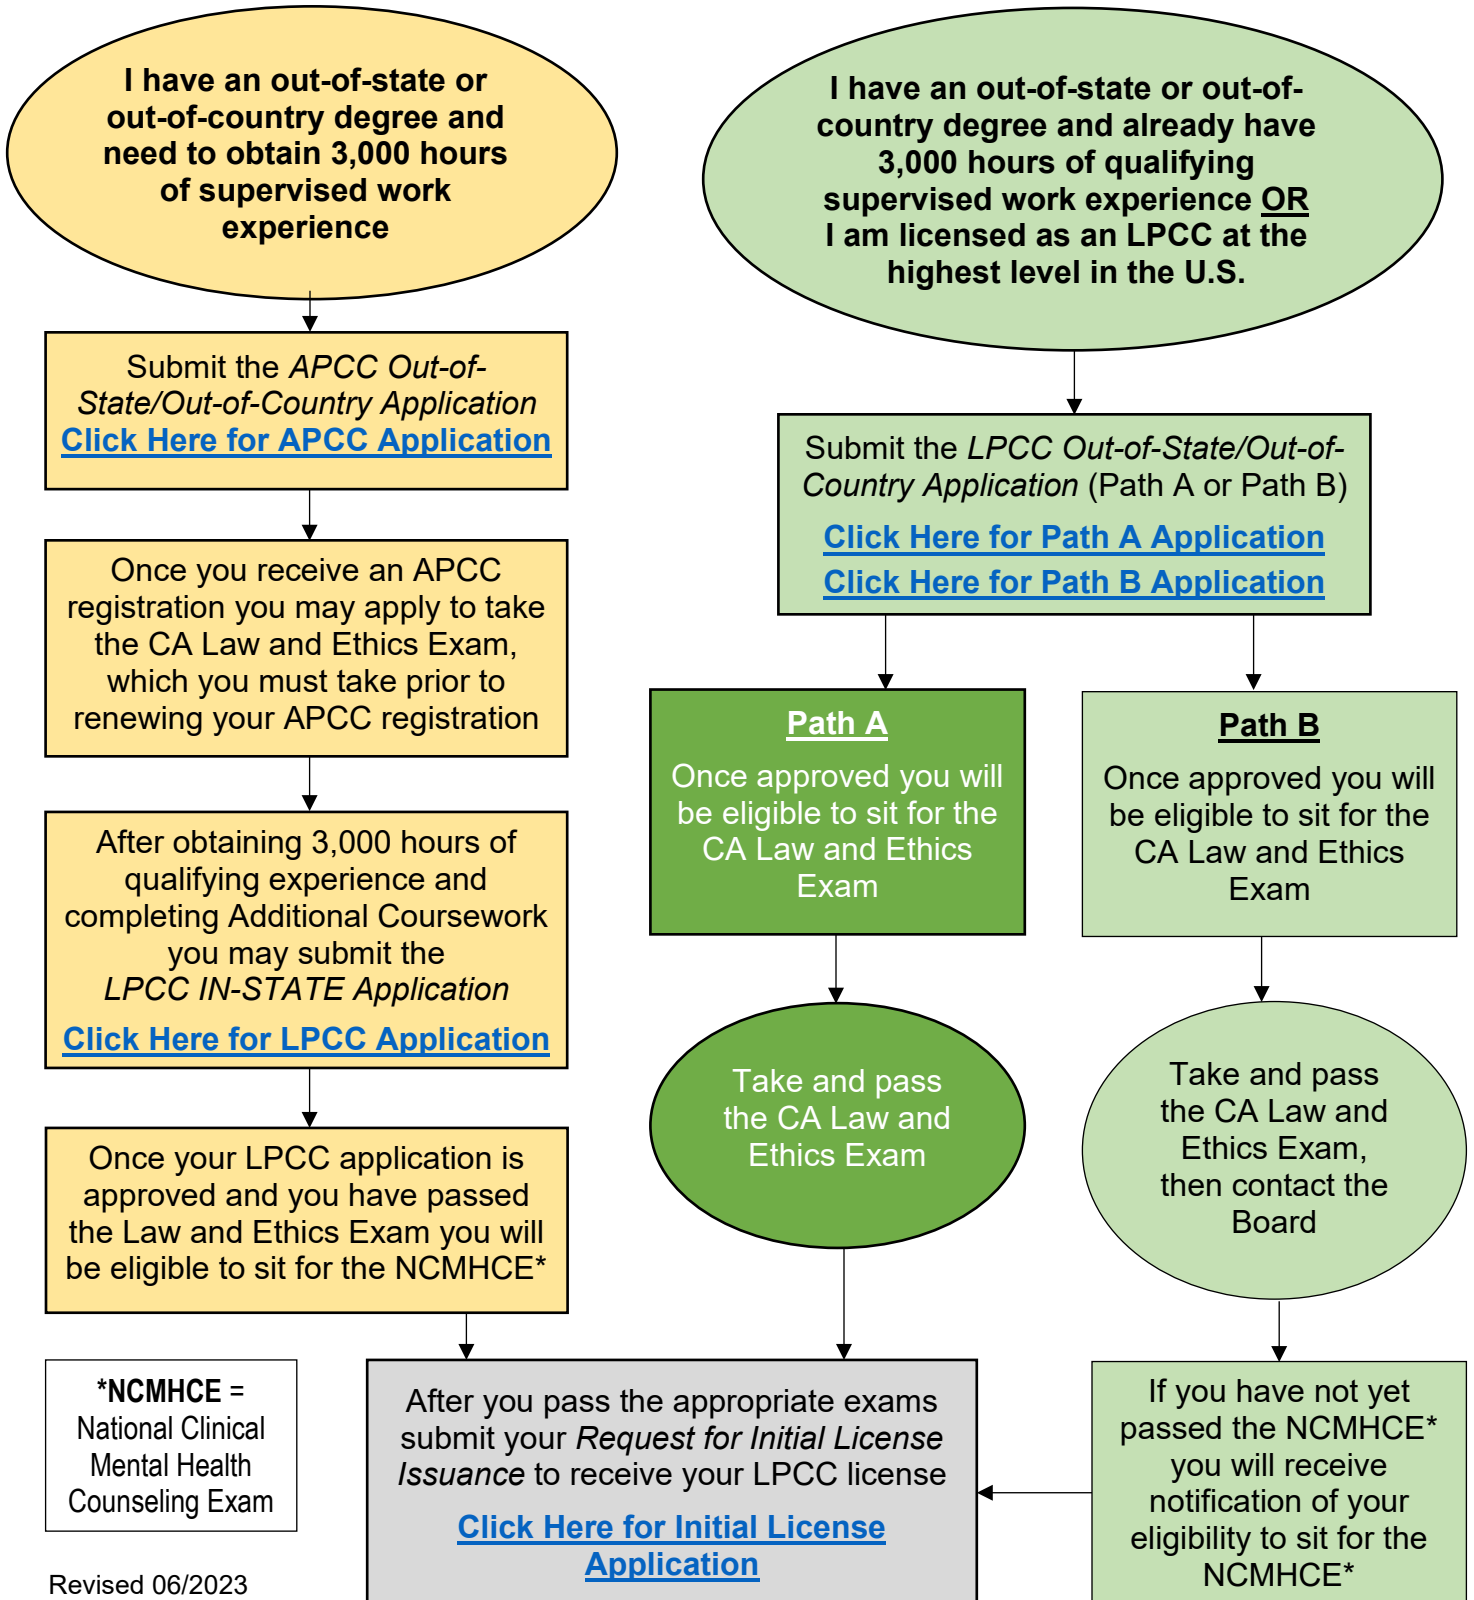 I have an out-of-state or
out-of-country degree and
need to obtain 3,000 hours
of supervised work
experience
Submit the APCC Out-of-
State/Out-of-Country Application
Click Here for APCC Application
Once you receive an APCC
registration you may apply to take
the CA Law and Ethics Exam,
which you must take prior to
renewing your APCC registration
After obtaining 3,000 hours of
qualifying experience and
completing Additional Coursework
you may submit the
LPCC IN-STATE Application
Click Here for LPCC Application
Once your LPCC application is
approved and you have passed
the Law and Ethics Exam you will
be eligible to sit for the NCMHCE*
I have an out-of-state or out-of-
country degree and already have
3,000 hours of qualifying
supervised work experience OR
I am licensed as an LPCC at the
highest level in the U.S.
Submit the LPCC Out-of-State/Out-of-
Country Application (Path A or Path B)
Click Here for Path A Application
Click Here for Path B Application
Path A
Once approved you will
be eligible to sit for the
CA Law and Ethics
Exam
Take and pass
the CA Law and
Ethics Exam
Path B
Once approved you will
be eligible to sit for the
CA Law and Ethics
Exam
Take and pass
the CA Law and
Ethics Exam,
then contact the
Board
If you have not yet
passed the NCMHCE*
you will receive
notification of your
eligibility to sit for the
NCMHCE*
After you pass the appropriate exams
submit your Request for Initial License
Issuance to receive your LPCC license
Click Here for Initial License
Application
*NCMHCE =
National Clinical
Mental Health
Counseling Exam
Revised 06/2023